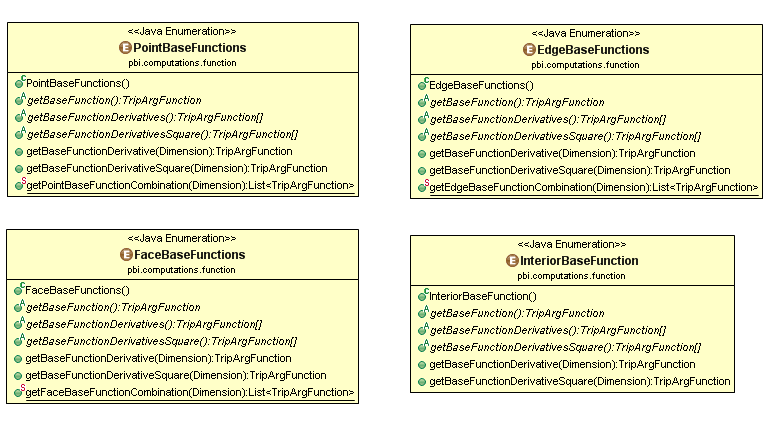 <<Java Enumeration>>
E PointBaseFunctions
pbi.computations.function
C PointBaseFunctions()
A getBaseFunction():TripArgFunction
A getBaseFunctionDerivatives():TripArgFunction[]
A getBaseFunctionDerivativesSquare():TripArgFunction[]
getBaseFunctionDerivative(Dimension):TripArgFunction
getBaseFunctionDerivativeSquare(Dimension):TripArgFunction
S getPointBaseFunctionCombination(Dimension):List<TripArgFunction>
<<Java Enumeration>>
E EdgeBaseFunctions
pbi.computations.function
C EdgeBaseFunctions()
A getBaseFunction():TripArgFunction
A getBaseFunctionDerivatives():TripArgFunction[]
A getBaseFunctionDerivativesSquare():TripArgFunction[]
getBaseFunctionDerivative(Dimension):TripArgFunction
getBaseFunctionDerivativeSquare(Dimension):TripArgFunction
S getEdgeBaseFunctionCombination(Dimension):List<TripArgFunction>
<<Java Enumeration>>
E FaceBaseFunctions
pbi.computations.function
C FaceBaseFunctions()
A getBaseFunction():TripArgFunction
A getBaseFunctionDerivatives():TripArgFunction[]
A getBaseFunctionDerivativesSquare():TripArgFunction[]
getBaseFunctionDerivative(Dimension):TripArgFunction
getBaseFunctionDerivativeSquare(Dimension):TripArgFunction
S getFaceBaseFunctionCombination(Dimension):List<TripArgFunction>
<<Java Enumeration>>
E InteriorBaseFunction
pbi.computations.function
C InteriorBaseFunction()
A getBaseFunction():TripArgFunction
A getBaseFunctionDerivatives():TripArgFunction[]
A getBaseFunctionDerivativesSquare():TripArgFunction[]
getBaseFunctionDerivative(Dimension):TripArgFunction
getBaseFunctionDerivativeSquare(Dimension):TripArgFunction